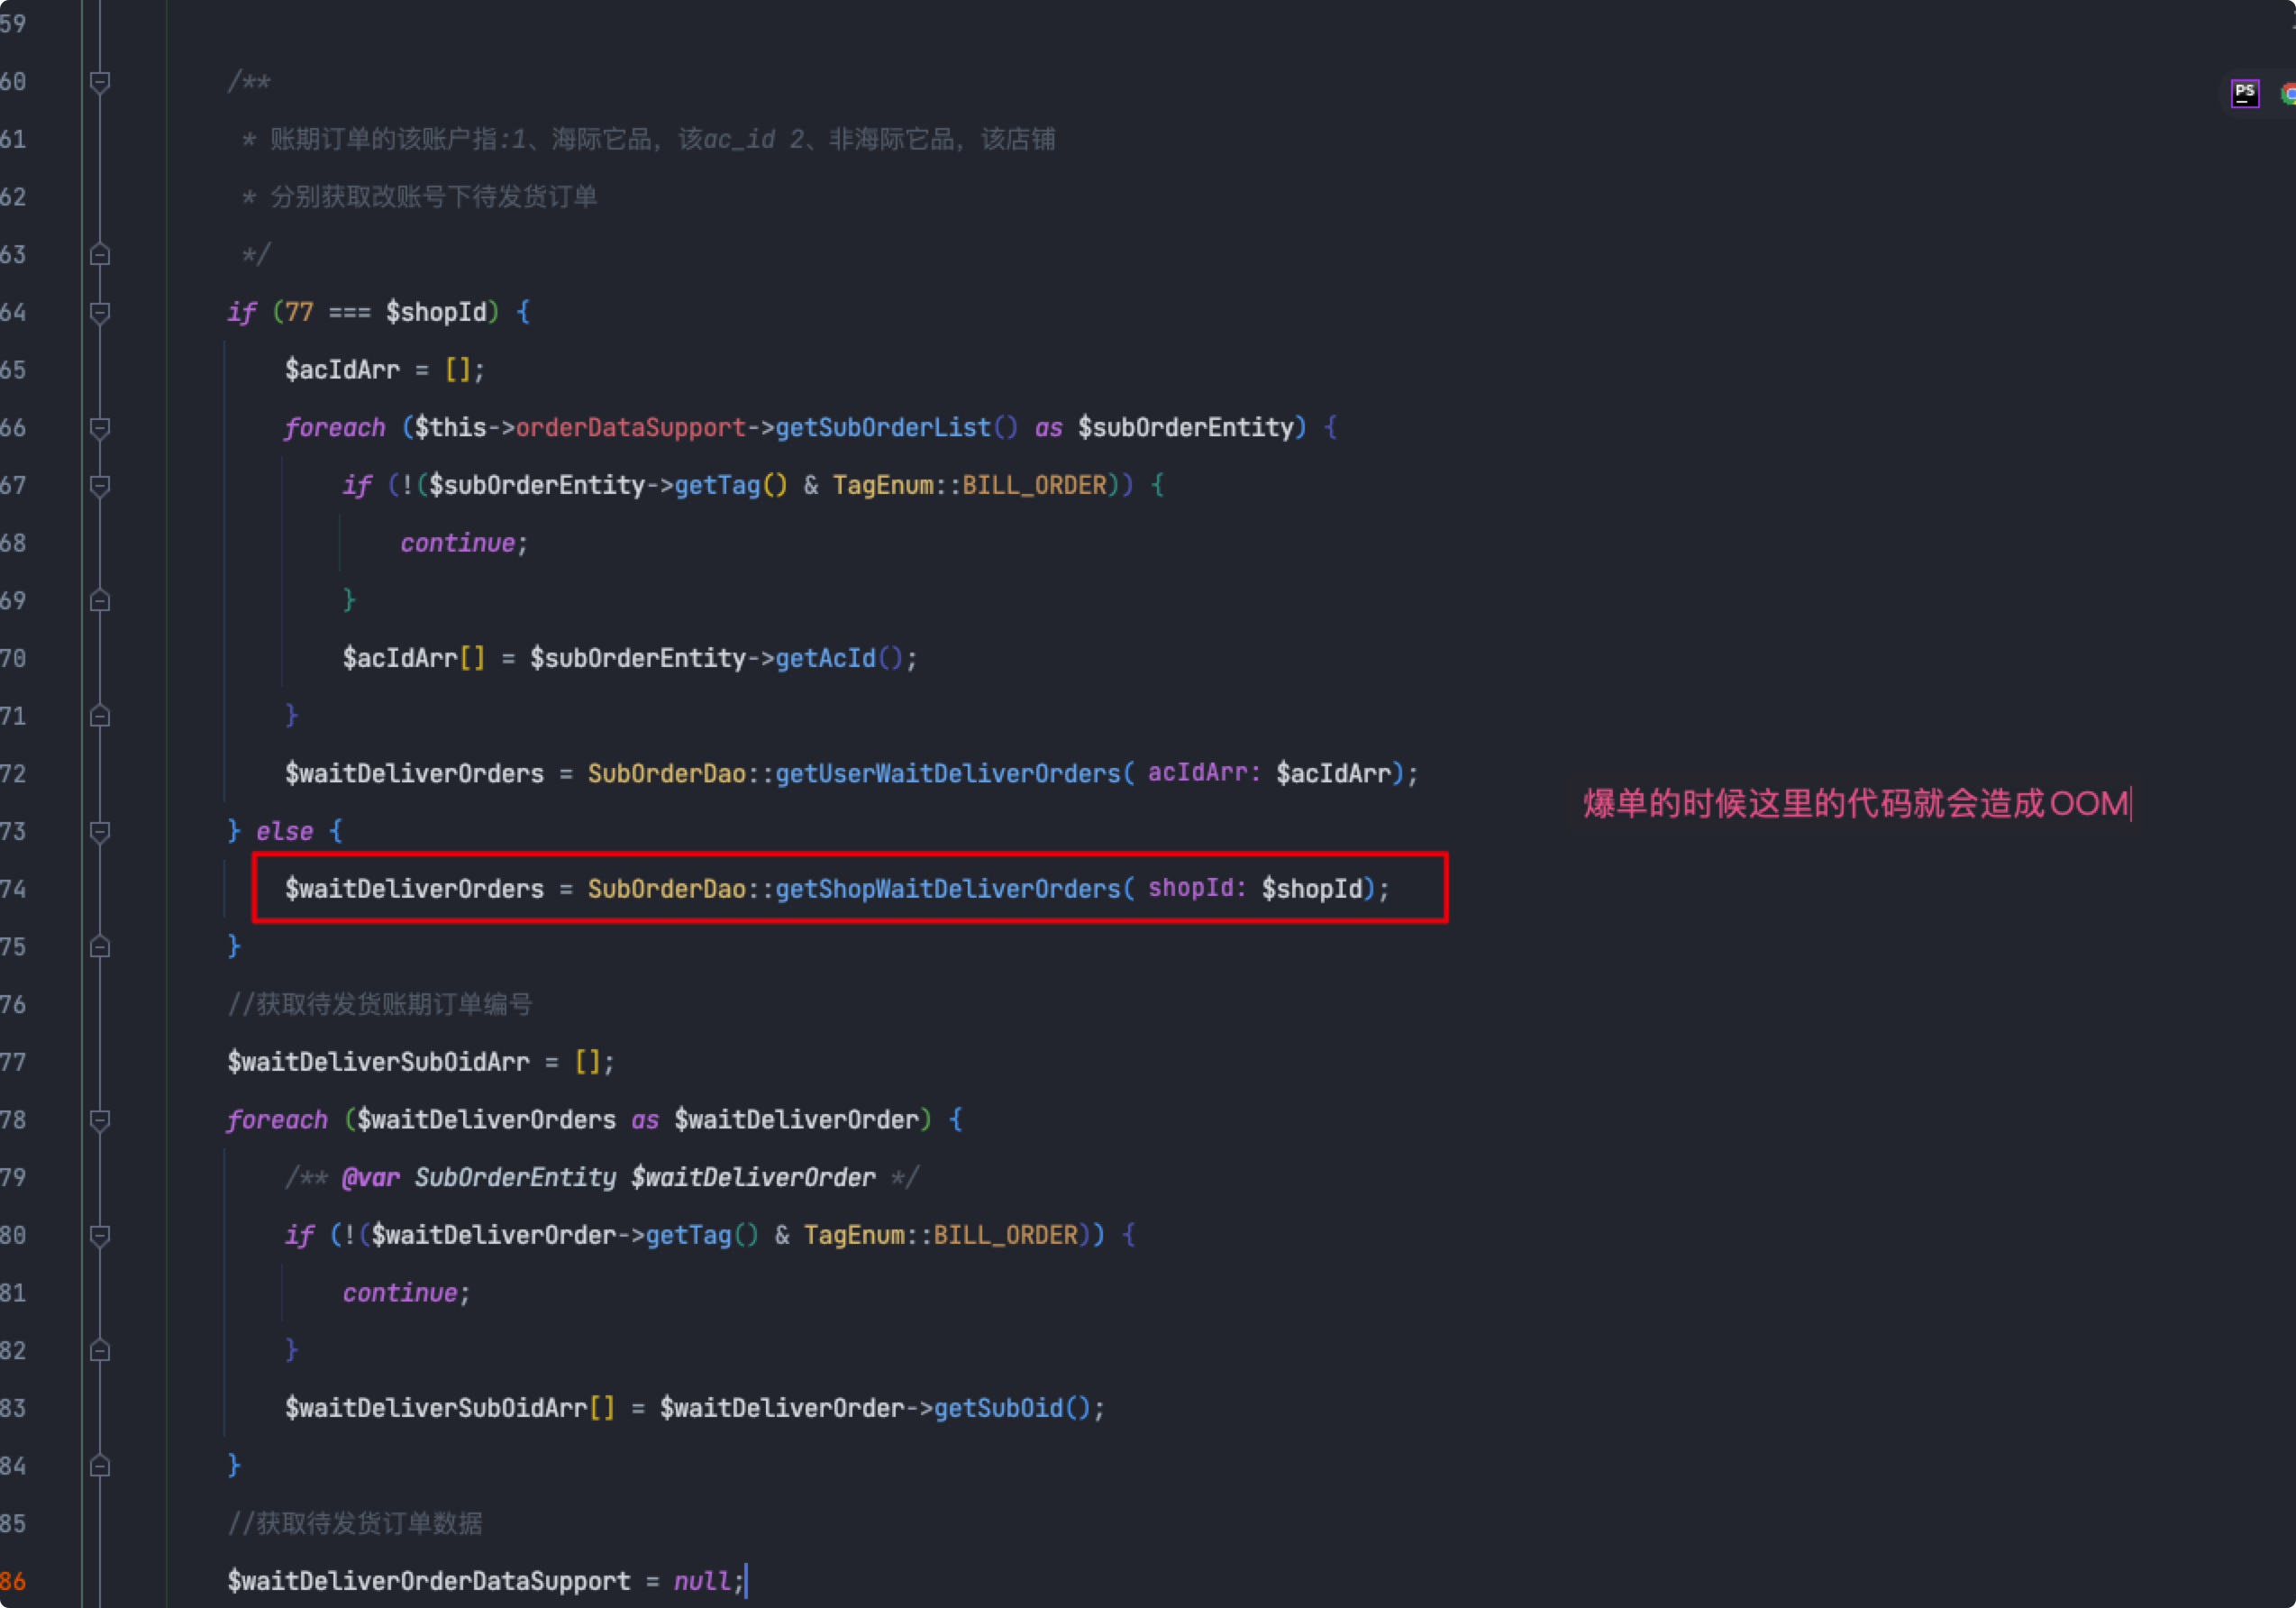 59
60 /**
61 * 账期订单的该账户指:1、海际它品，该ac_id 2、非海际它品，该店铺
62 * 分别获取改账号下待发货订单
63 */
64 if (77 === $shopId) {
65 $acIdArr = [];
66 foreach ($this->orderDataSupport->getSubOrderList() as $subOrderEntity) {
67 if (!($subOrderEntity->getTag() & TagEnum::BILL_ORDER)) {
68 continue;
69 }
70 $acIdArr[] = $subOrderEntity->getAcId();
71 }
72 $waitDeliverOrders = SubOrderDao::getUserWaitDeliverOrders( acIdArr: $acIdArr);
爆单的时候这里的代码就会造成OOM
73 } else {
74 $waitDeliverOrders = SubOrderDao::getShopWaitDeliverOrders( shopId: $shopId);
75 }
76 //获取待发货账期订单编号
77 $waitDeliverSubOidArr = [];
78 foreach ($waitDeliverOrders as $waitDeliverOrder) {
79 /** @var SubOrderEntity $waitDeliverOrder */
80 if (!($waitDeliverOrder->getTag() & TagEnum::BILL_ORDER)) {
81 continue;
82 }
83 $waitDeliverSubOidArr[] = $waitDeliverOrder->getSubOid();
84 }
85 //获取待发货订单数据
86 $waitDeliverOrderDataSupport = null;
PS